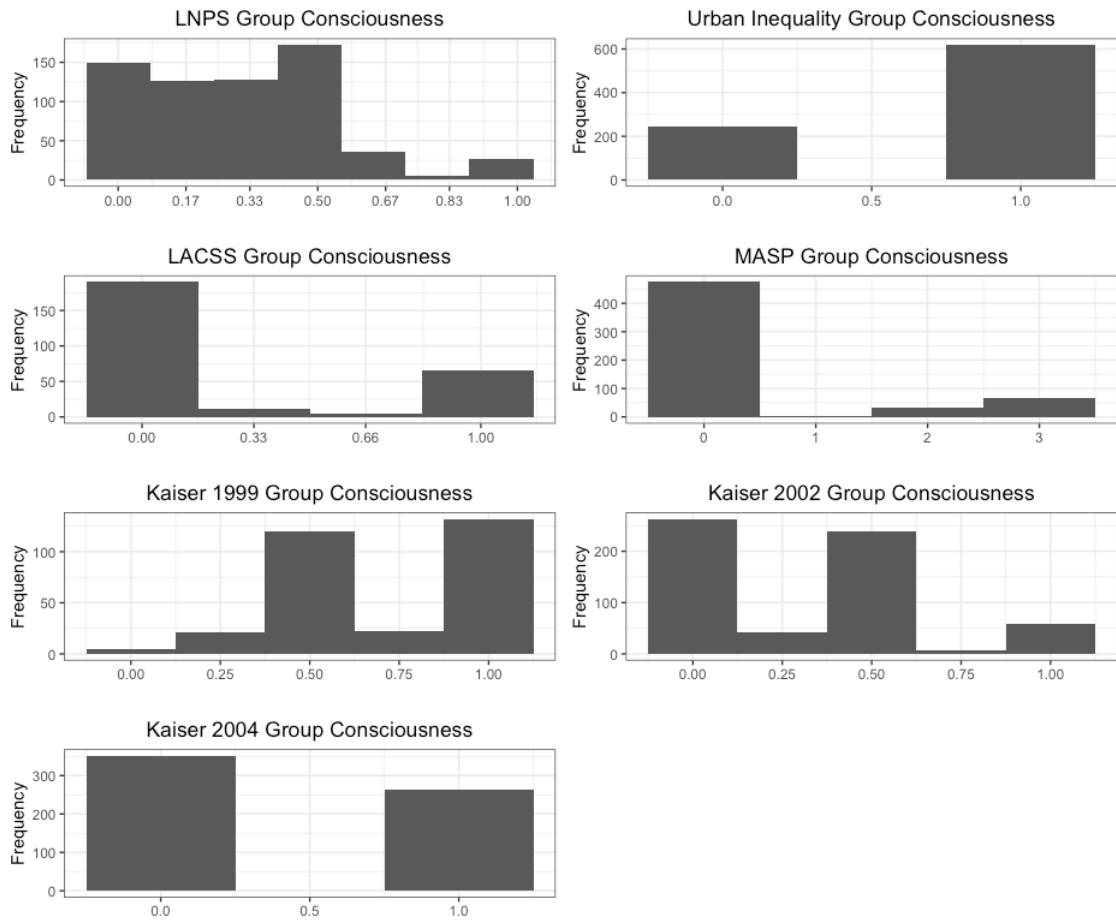 LNPS Group Consciousness
Frequency
150
100
50
0
0.00 0.17 0.33 0.50 0.67 0.83 1.00
Urban Inequality Group Consciousness
Frequency
600
400
200
0
0.0 0.5 1.0
LACSS Group Consciousness
Frequency
150
100
50
0
0.00 0.33 0.66 1.00
MASP Group Consciousness
Frequency
400
300
200
100
0
0 1 2 3
Kaiser 1999 Group Consciousness
Frequency
100
50
0
0.00 0.25 0.50 0.75 1.00
Kaiser 2002 Group Consciousness
Frequency
200
100
0
0.00 0.25 0.50 0.75 1.00
Kaiser 2004 Group Consciousness
Frequency
300
200
100
0
0.0 0.5 1.0